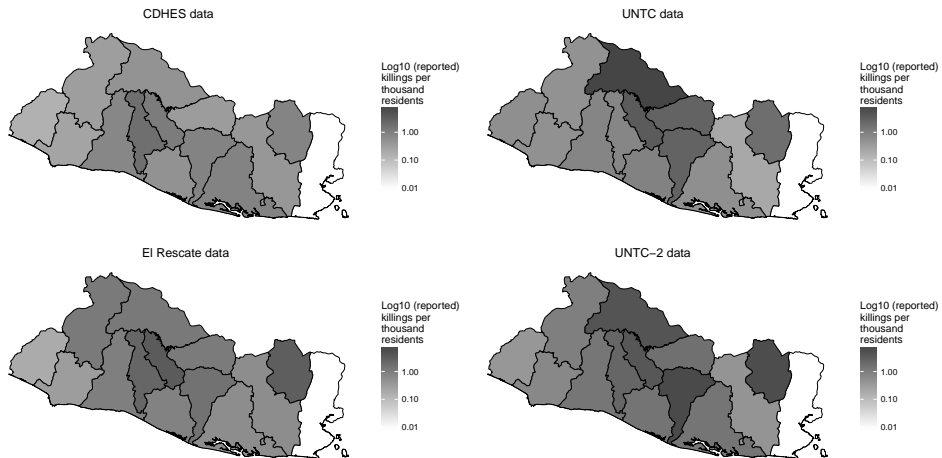 CDHES data
Log10 (reported)
killings per
thousand
residents
1.00
0.10
0.01
UNTC data
Log10 (reported)
killings per
thousand
residents
1.00
0.10
0.01
El Rescate data
Log10 (reported)
killings per
thousand
residents
1.00
0.10
0.01
UNTC−2 data
Log10 (reported)
killings per
thousand
residents
1.00
0.10
0.01